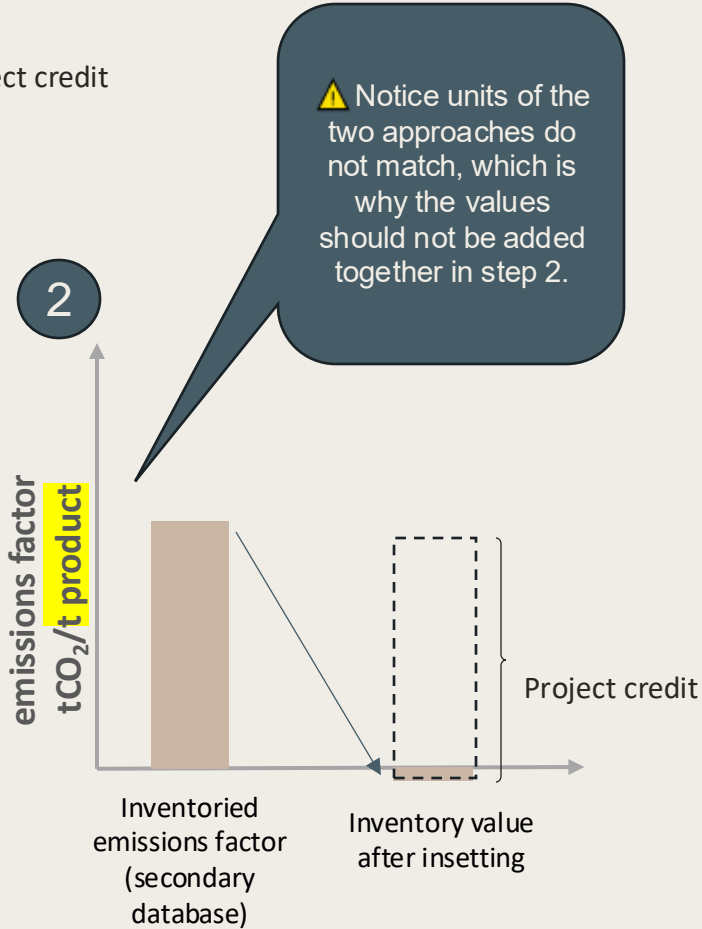 ect credit
⚠ Notice units of the
two approaches do
not match, which is
why the values
should not be added
together in step 2.
2
emissions factor
tCO₂/t product
Project credit
Inventoried
emissions factor
(secondary
database)
Inventory value
after insetting